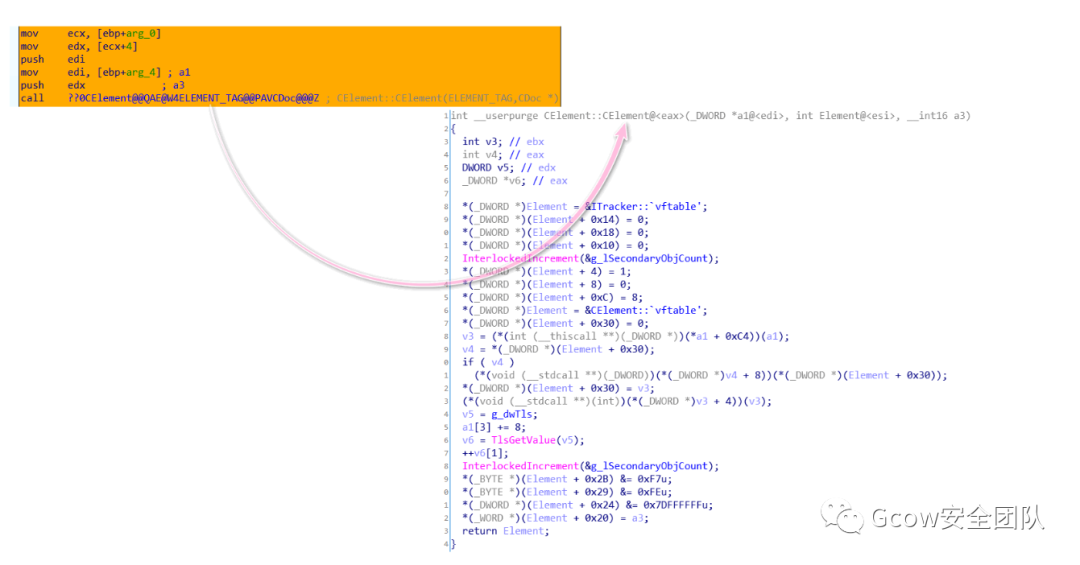 mov     ecx, [ebp+arg_0]
mov     edx, [ecx+4]
push    edi
mov     edi, [ebp+arg_4] ; a1
push    edx             ; a3
call    ??0CElement@@QAE@W4ELEMENT_TAG@@PAVCDoc@@@Z ; CElement::CElement(ELEMENT_TAG,CDoc *)
1 int __userpurge CElement::CElement@<eax>(_DWORD *a1@<edi>, int Element@<esi>, __int16 a3)
2 {
3   int v3; // ebx
4   int v4; // eax
5   DWORD v5; // edx
6   _DWORD *v6; // eax
7
8   *(_DWORD *)Element = &ITracker::`vftable';
9   *(_DWORD *)(Element + 0x14) = 0;
0   *(_DWORD *)(Element + 0x18) = 0;
1   *(_DWORD *)(Element + 0x10) = 0;
2   InterlockedIncrement(&g_lSecondaryObjCount);
3   *(_DWORD *)(Element + 4) = 1;
4   *(_DWORD *)(Element + 8) = 0;
5   *(_DWORD *)(Element + 0xC) = 8;
6   *(_DWORD *)Element = &CElement::`vftable';
7   *(_DWORD *)(Element + 0x30) = 0;
8   v3 = (*(int (__thiscall **)(_DWORD *))(*a1 + 0xC4))(a1);
9   v4 = *(_DWORD *)(Element + 0x30);
0   if ( v4 )
1     (*(void (__stdcall **)(_DWORD))(*(_DWORD *)v4 + 8))(*(_DWORD *)(Element + 0x30));
2   *(_DWORD *)(Element + 0x30) = v3;
3   (*(void (__stdcall **)(int))(*(_DWORD *)v3 + 4))(v3);
4   v5 = g_dwTls;
5   a1[3] += 8;
6   v6 = TlsGetValue(v5);
7   ++v6[1];
8   InterlockedIncrement(&g_lSecondaryObjCount);
9   *(_BYTE *)(Element + 0x2B) &= 0xF7u;
0   *(_BYTE *)(Element + 0x29) &= 0xFEu;
1   *(_DWORD *)(Element + 0x24) &= 0x7DFFFFFFu;
2   *(_WORD *)(Element + 0x20) = a3;
3   return Element;
4 }
Gcow安全团队